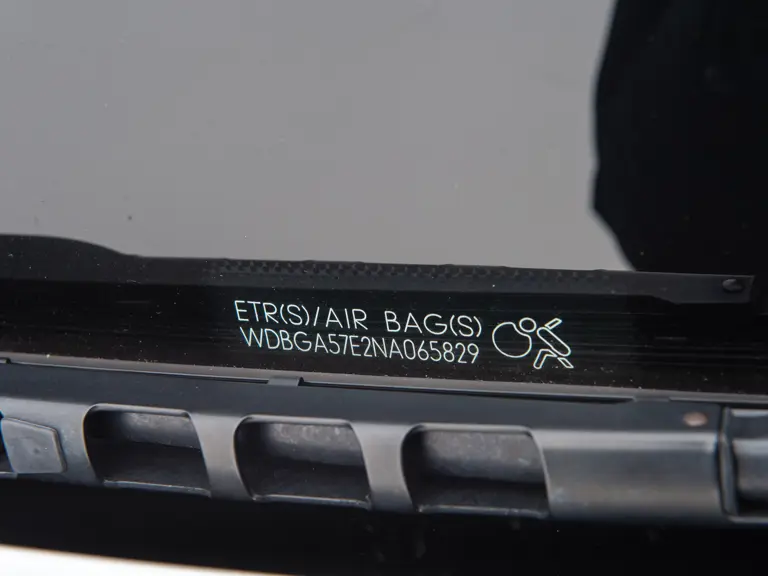 ETR(S)/AIR BAG(S)
WDBGA57E2NA065829